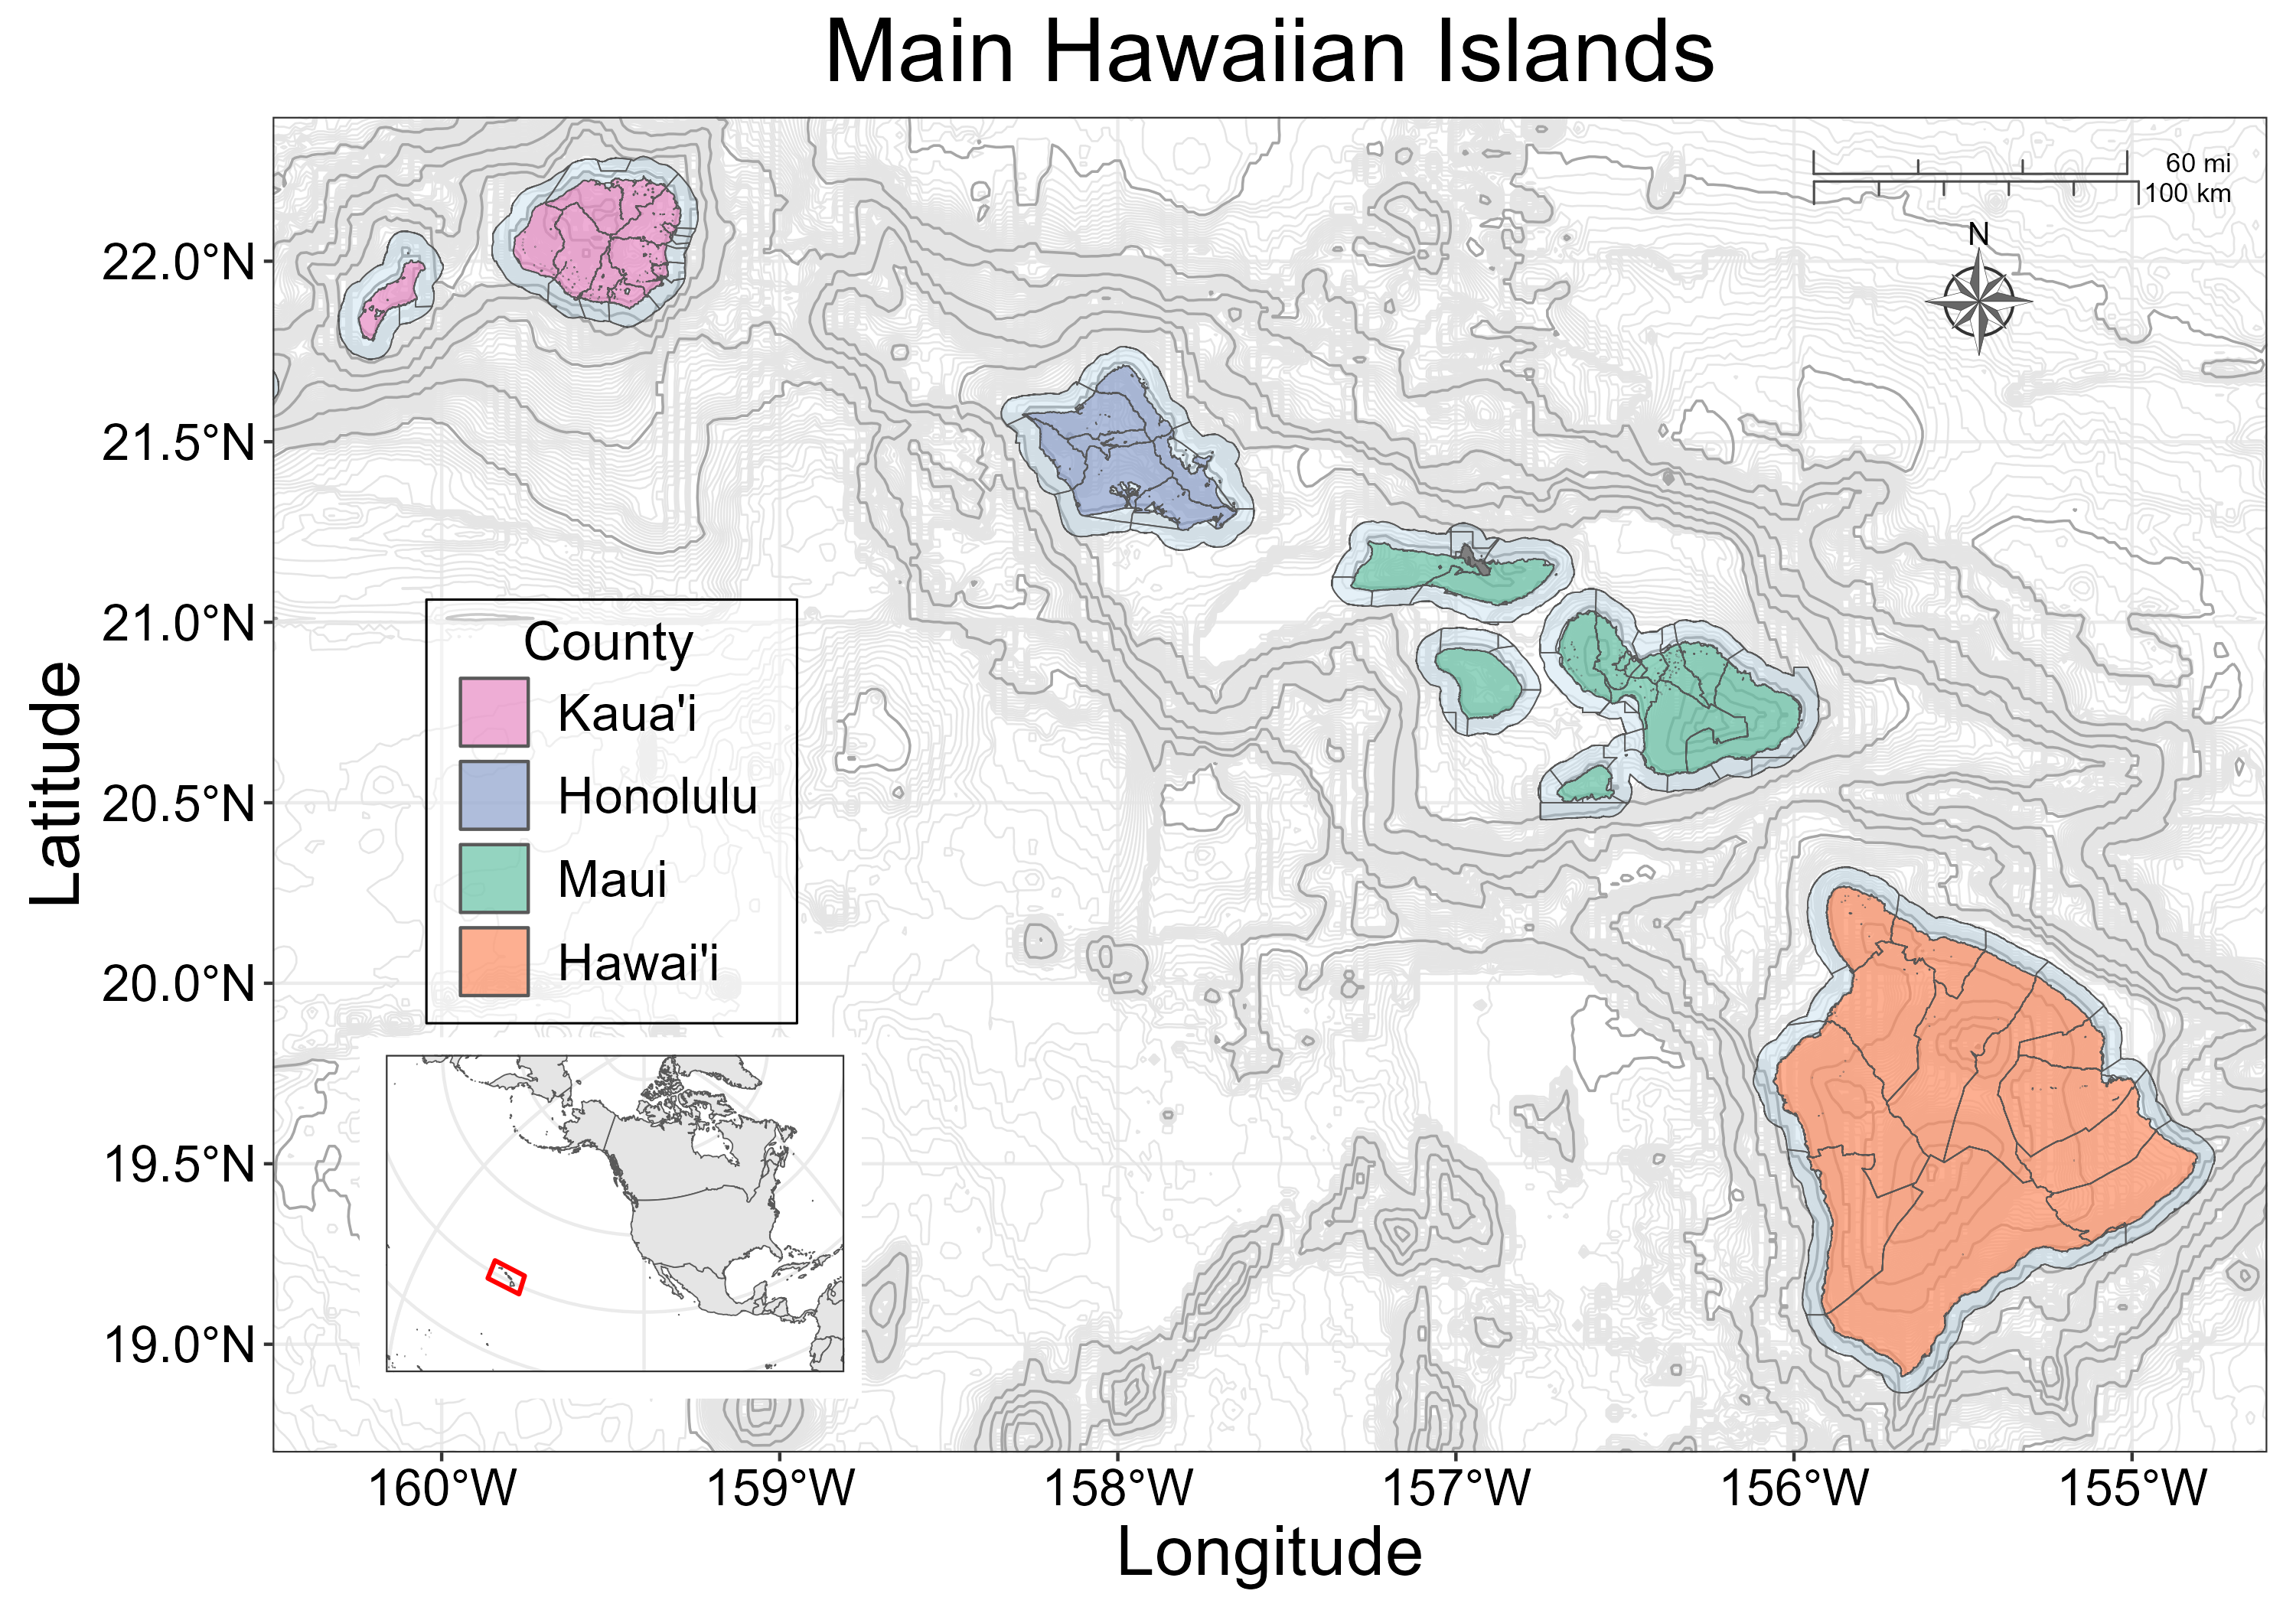 Main Hawaiian Islands
60 mi
100 km
N
22.0°N
21.5°N
21.0°N
20.5°N
20.0°N
19.5°N
19.0°N
Latitude
County
Kaua'i
Honolulu
Maui
Hawai'i
160°W
159°W
158°W
157°W
156°W
155°W
Longitude